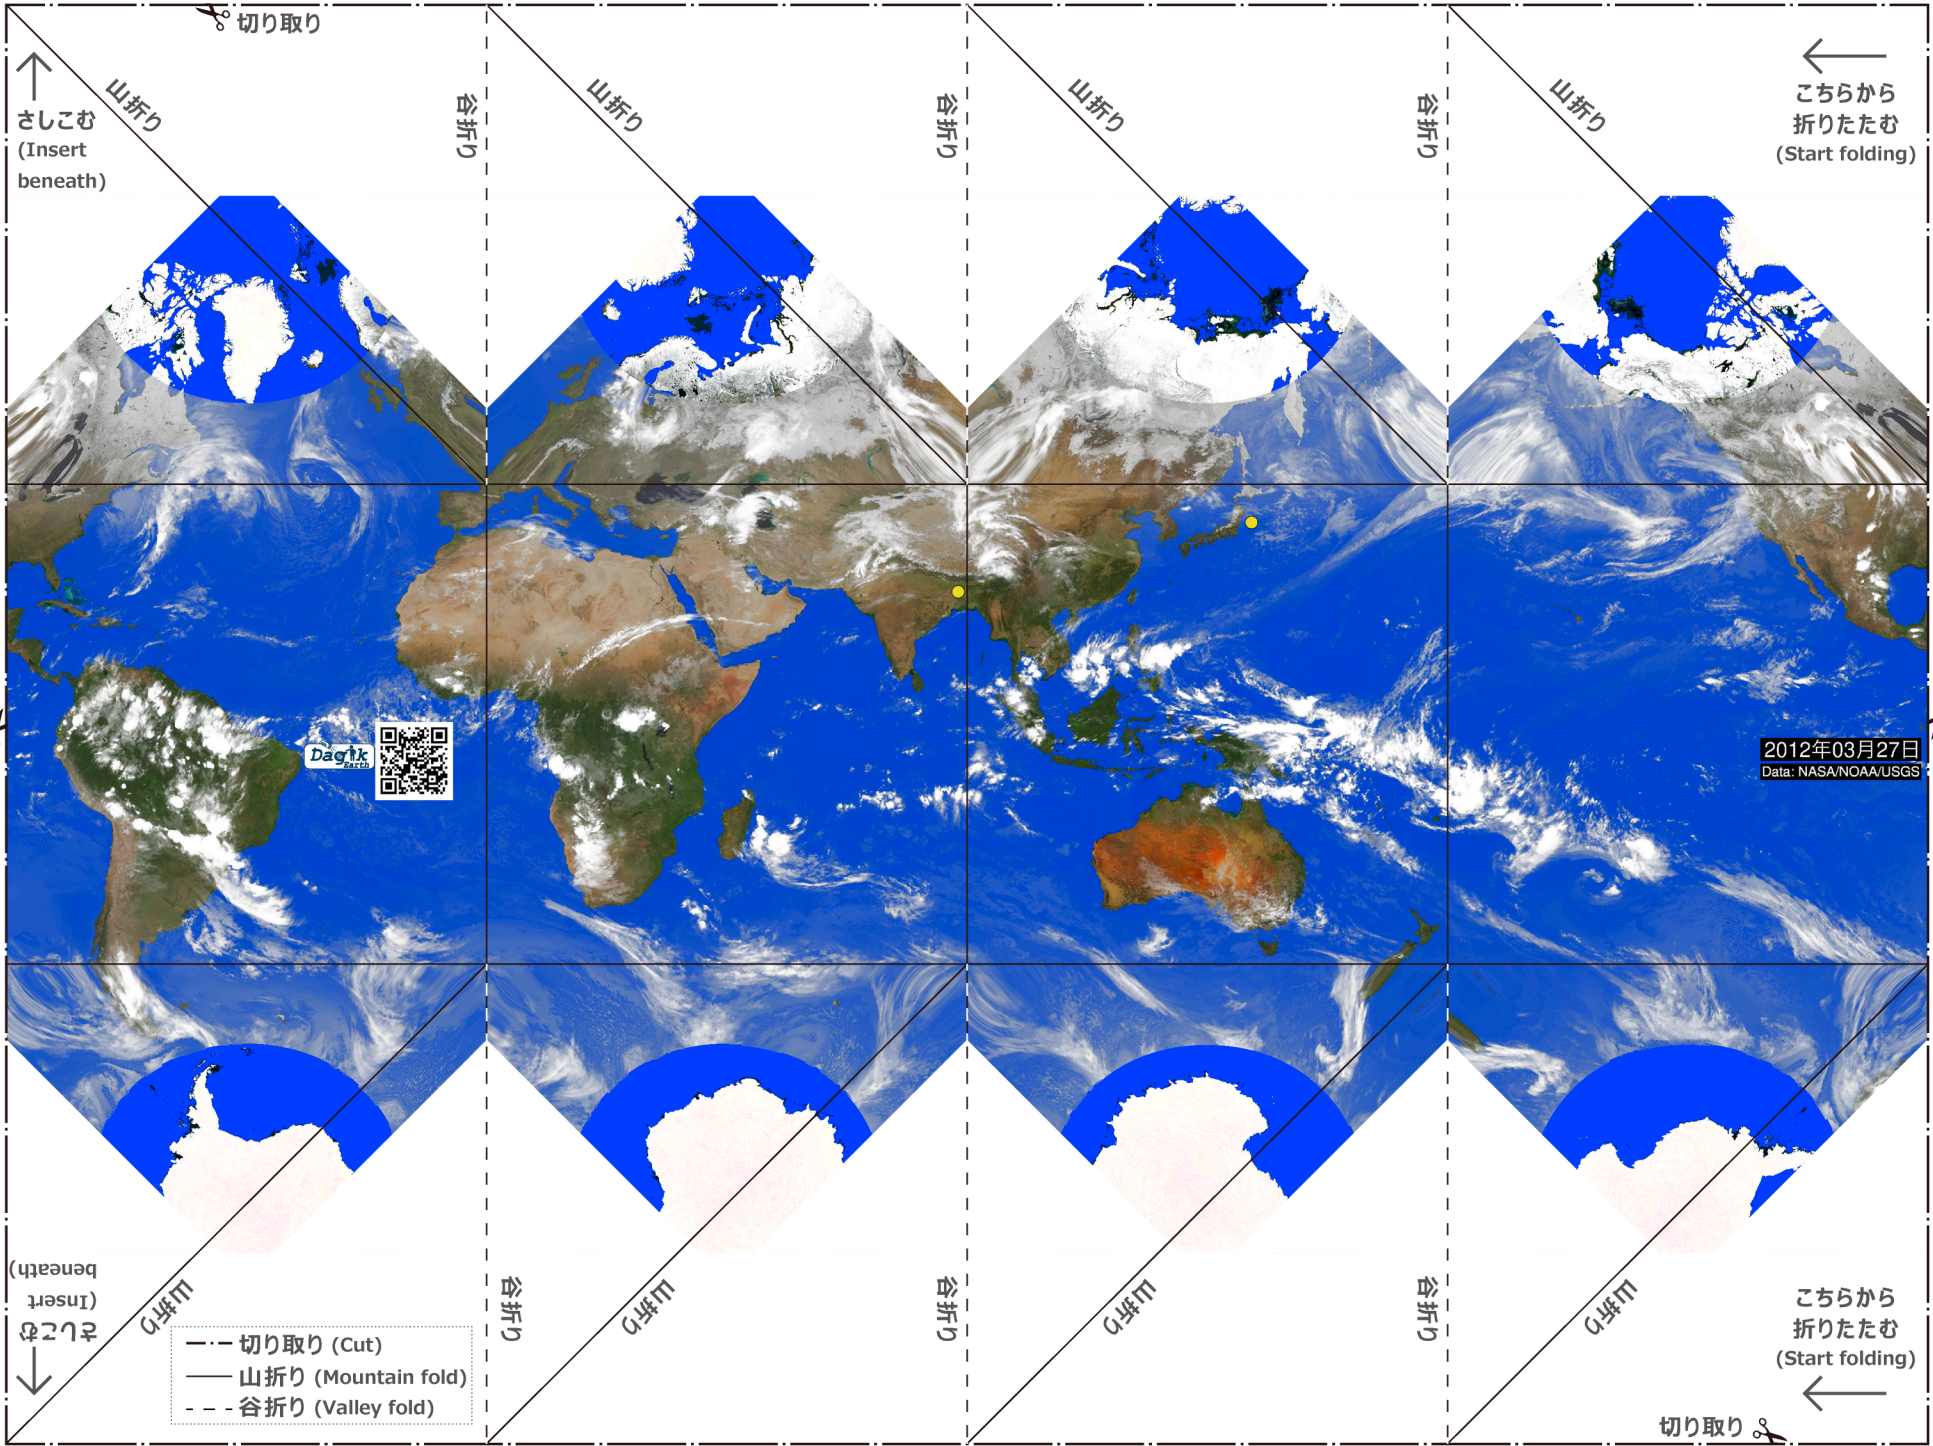 切り取り
山折り
谷折り
山折り
谷折り
山折り
谷折り
山折り
さしこむ
(Insert
beneath)
こちらから
折りたたむ
(Start folding)
Dagik
Earth
2012年03月27日
Data: NASA/NOAA/USGS
さしこむ
(Insert
beneath)
山折り
谷折り
山折り
谷折り
山折り
谷折り
山折り
こちらから
折りたたむ
(Start folding)
切り取り (Cut)
山折り (Mountain fold)
谷折り (Valley fold)
切り取り